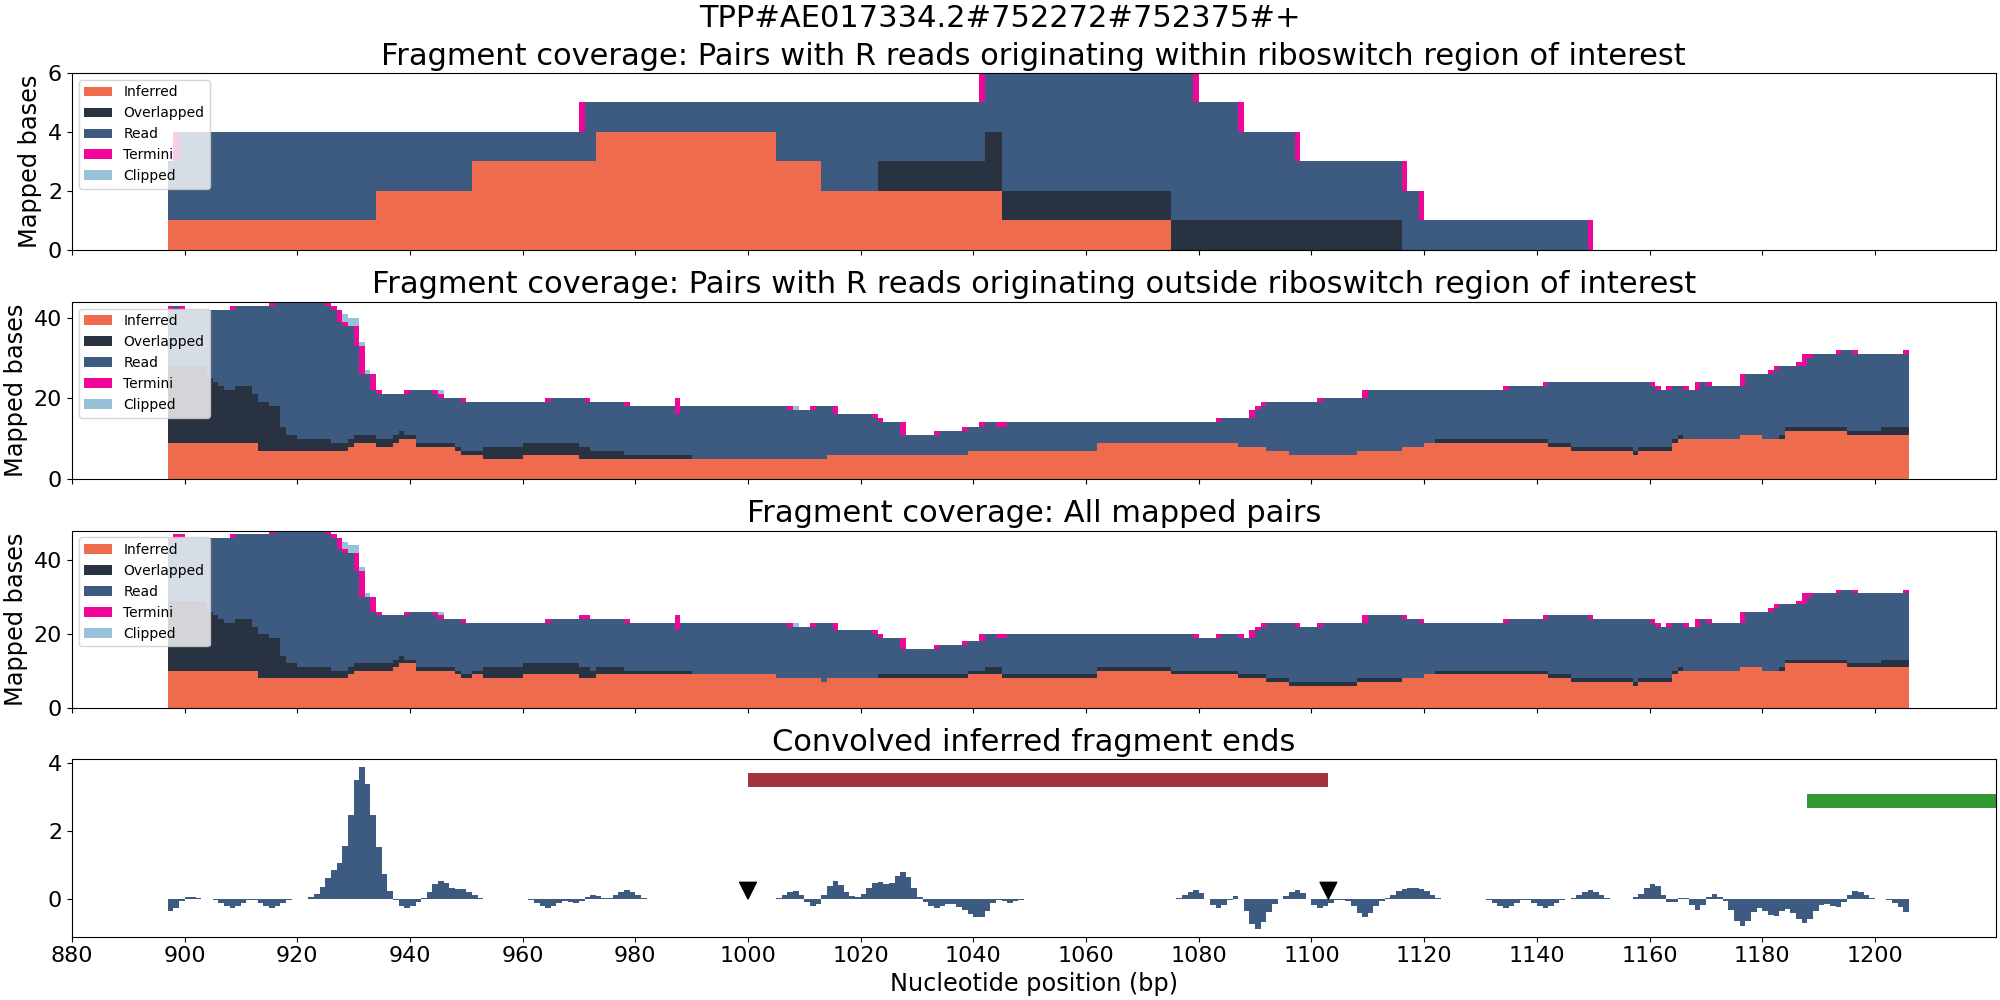 TPP#AE017334.2#752272#752375#+
Fragment coverage: Pairs with R reads originating within riboswitch region of interest
Mapped bases
6
4
2
0
Inferred
Overlapped
Read
Termini
Clipped
Fragment coverage: Pairs with R reads originating outside riboswitch region of interest
Mapped bases
40
20
0
Inferred
Overlapped
Read
Termini
Clipped
Fragment coverage: All mapped pairs
Mapped bases
40
20
0
Inferred
Overlapped
Read
Termini
Clipped
Convolved inferred fragment ends
4
2
0
880 900 920 940 960 980 1000 1020 1040 1060 1080 1100 1120 1140 1160 1180 1200
Nucleotide position (bp)